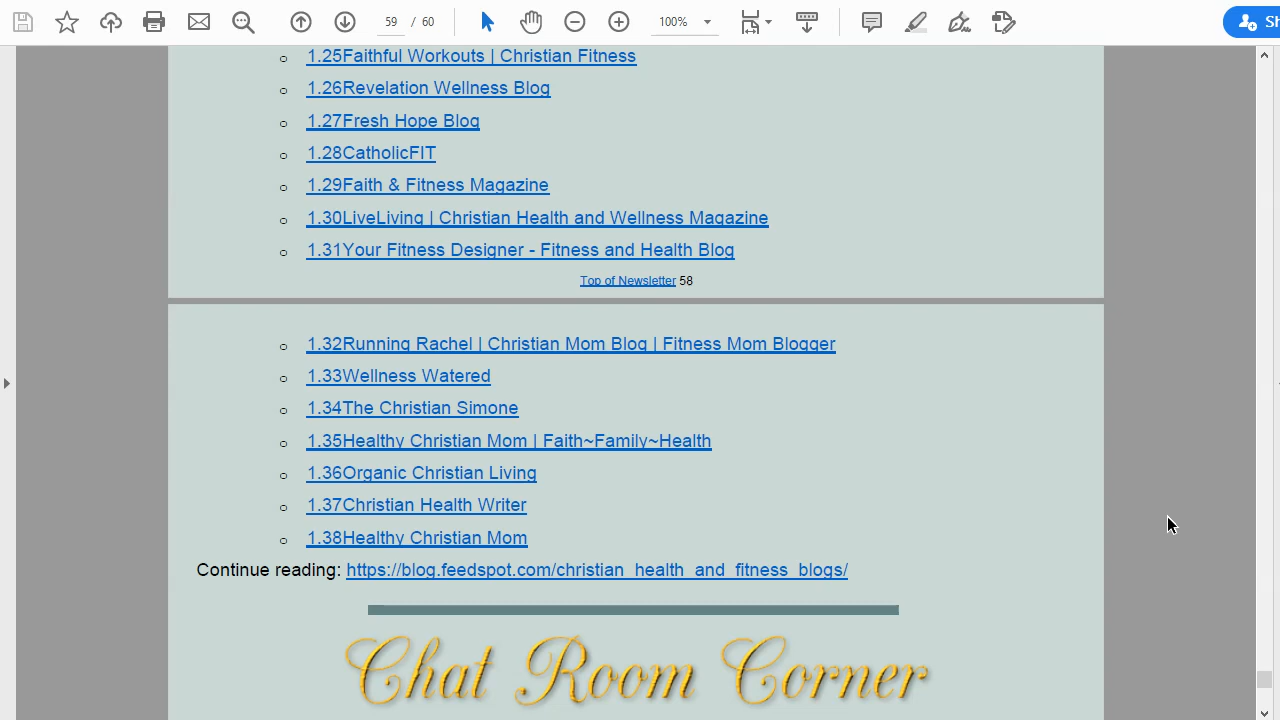 59 / 60 100% Sh
1.25Faithful Workouts | Christian Fitness
1.26Revelation Wellness Blog
1.27Fresh Hope Blog
1.28CatholicFIT
1.29Faith & Fitness Magazine
1.30LiveLiving | Christian Health and Wellness Magazine
1.31Your Fitness Designer - Fitness and Health Blog
Top of Newsletter 58
1.32Running Rachel | Christian Mom Blog | Fitness Mom Blogger
1.33Wellness Watered
1.34The Christian Simone
1.35Healthy Christian Mom | Faith~Family~Health
1.36Organic Christian Living
1.37Christian Health Writer
1.38Healthy Christian Mom
Continue reading: https://blog.feedspot.com/christian_health_and_fitness_blogs/
Chat Room Corner